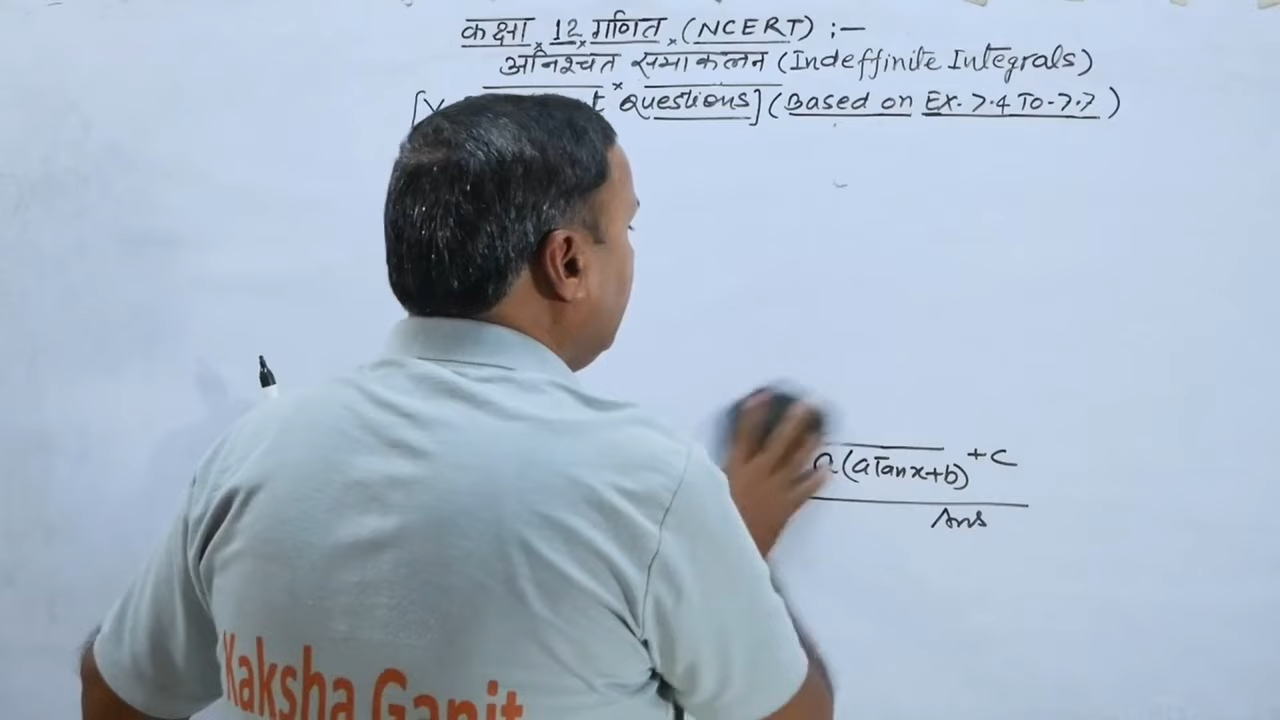 कक्षा 12 गणित (NCERT) :-
अनिश्चत समाकलन (Indeffinite Integrals)
Questions] (Based on Ex. 7.4 To-7.7)
a(aTanx+b) +C
Ans
Kaksha Ganit